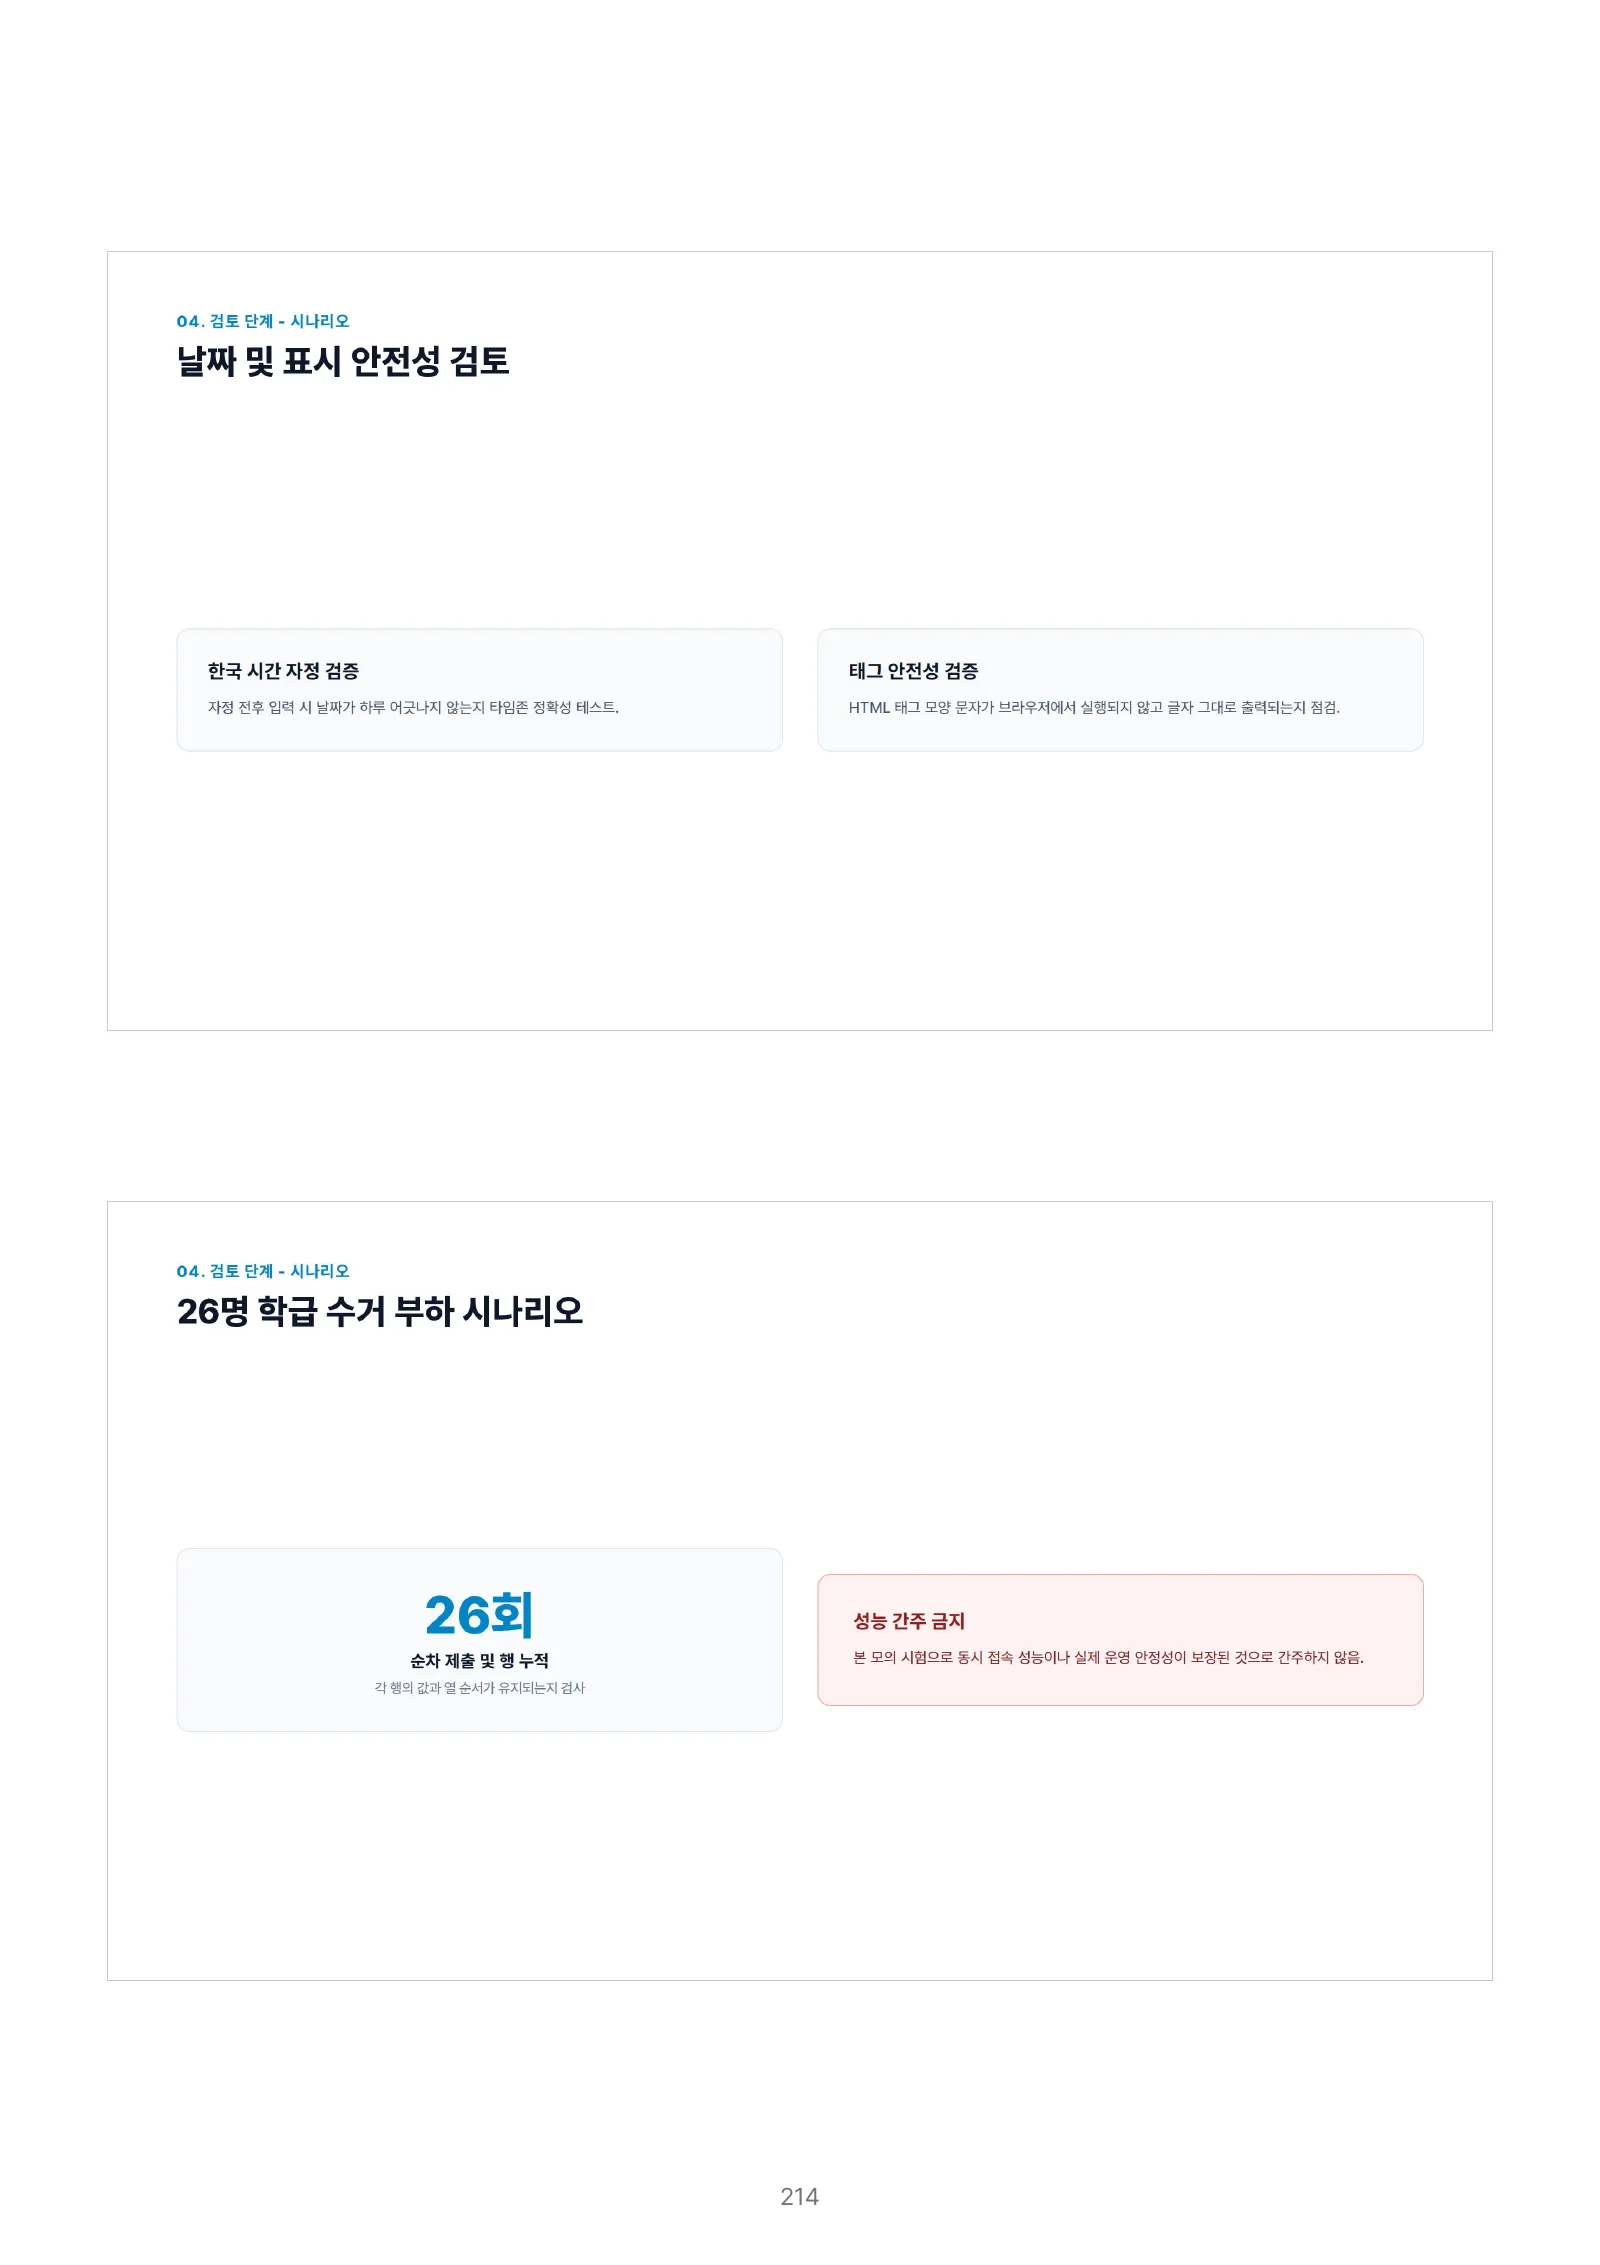 04. 검토 단계 - 시나리오
날짜 및 표시 안전성 검토
한국 시간 자정 검증
자정 전후 입력 시 날짜가 하루 어긋나지 않는지 타임존 정확성 테스트.
태그 안전성 검증
HTML 태그 모양 문자가 브라우저에서 실행되지 않고 글자 그대로 출력되는지 점검.
04. 검토 단계 - 시나리오
26명 학급 수거 부하 시나리오
26회
순차 제출 및 행 누적
각 행의 값과 열 순서가 유지되는지 검사
성능 간주 금지
본 모의 시험으로 동시 접속 성능이나 실제 운영 안정성이 보장된 것으로 간주하지 않음.
214